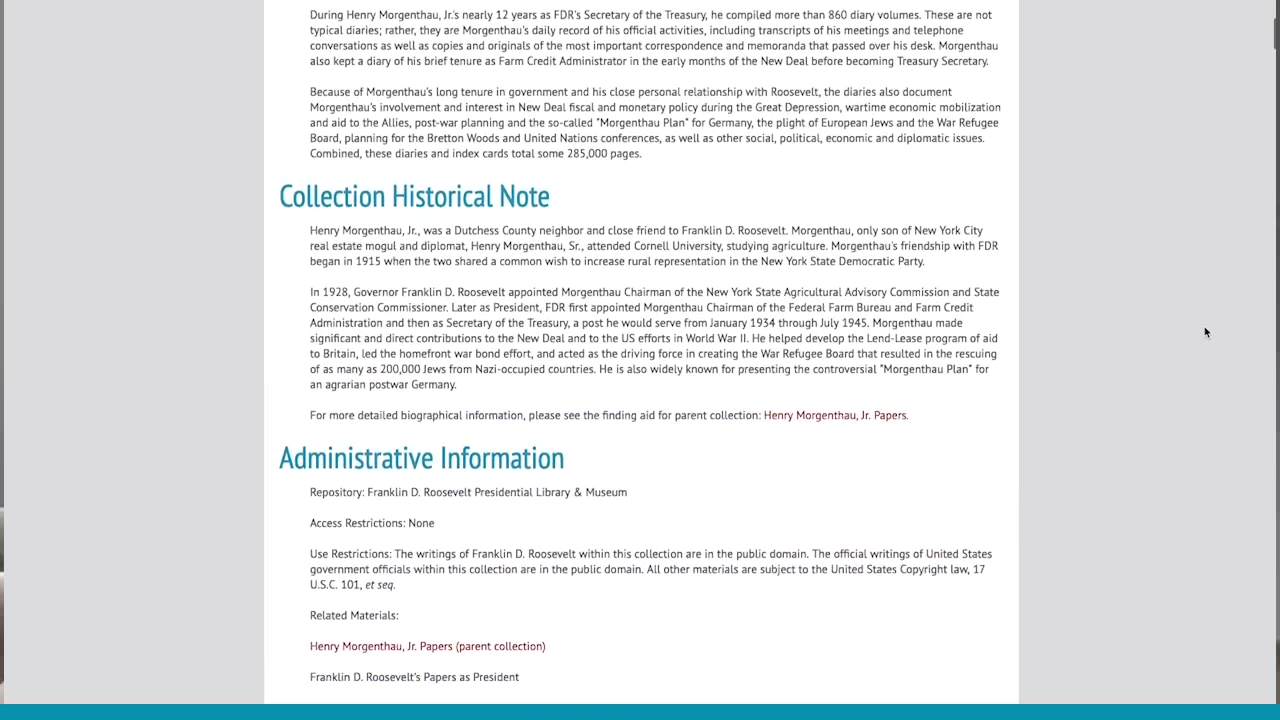 During Henry Morgenthau, Jr.'s nearly 12 years as FDR's Secretary of the Treasury, he compiled more than 860 diary volumes. These are not
typical diaries; rather, they are Morgenthau's daily record of his official activities, including transcripts of his meetings and telephone
conversations as well as copies and originals of the most important correspondence and memoranda that passed over his desk. Morgenthau
also kept a diary of his brief tenure as Farm Credit Administrator in the early months of the New Deal before becoming Treasury Secretary.
Because of Morgenthau's long tenure in government and his close personal relationship with Roosevelt, the diaries also document
Morgenthau's involvement and interest in New Deal fiscal and monetary policy during the Great Depression, wartime economic mobilization
and aid to the Allies, post-war planning and the so-called "Morgenthau Plan" for Germany, the plight of European Jews and the War Refugee
Board, planning for the Bretton Woods and United Nations conferences, as well as other social, political, economic and diplomatic issues.
Combined, these diaries and index cards total some 285,000 pages.
Collection Historical Note
Henry Morgenthau, Jr., was a Dutchess County neighbor and close friend to Franklin D. Roosevelt. Morgenthau, only son of New York City
real estate mogul and diplomat, Henry Morgenthau, Sr., attended Cornell University, studying agriculture. Morgenthau's friendship with FDR
began in 1915 when the two shared a common wish to increase rural representation in the New York State Democratic Party.
In 1928, Governor Franklin D. Roosevelt appointed Morgenthau Chairman of the New York State Agricultural Advisory Commission and State
Conservation Commissioner. Later as President, FDR first appointed Morgenthau Chairman of the Federal Farm Bureau and Farm Credit
Administration and then as Secretary of the Treasury, a post he would serve from January 1934 through July 1945. Morgenthau made
significant and direct contributions to the New Deal and to the US efforts in World War II. He helped develop the Lend-Lease program of aid
to Britain, led the homefront war bond effort, and acted as the driving force in creating the War Refugee Board that resulted in the rescuing
of as many as 200,000 Jews from Nazi-occupied countries. He is also widely known for presenting the controversial "Morgenthau Plan" for
an agrarian postwar Germany.
For more detailed biographical information, please see the finding aid for parent collection: Henry Morgenthau, Jr. Papers.
Administrative Information
Repository: Franklin D. Roosevelt Presidential Library & Museum
Access Restrictions: None
Use Restrictions: The writings of Franklin D. Roosevelt within this collection are in the public domain. The official writings of United States
government officials within this collection are in the public domain. All other materials are subject to the United States Copyright law, 17
U.S.C. 101, et seq.
Related Materials:
Henry Morgenthau, Jr. Papers (parent collection)
Franklin D. Roosevelt's Papers as President